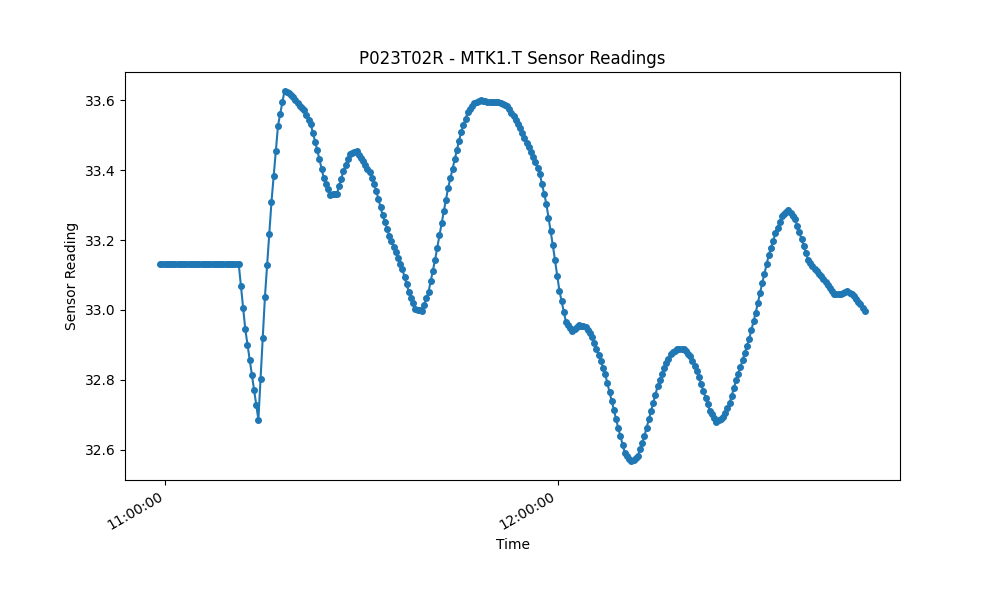 P023T02R - MTK1.T Sensor Readings
Sensor Reading
33.6
33.4
33.2
33.0
32.8
32.6
11:00:00
12:00:00
Time